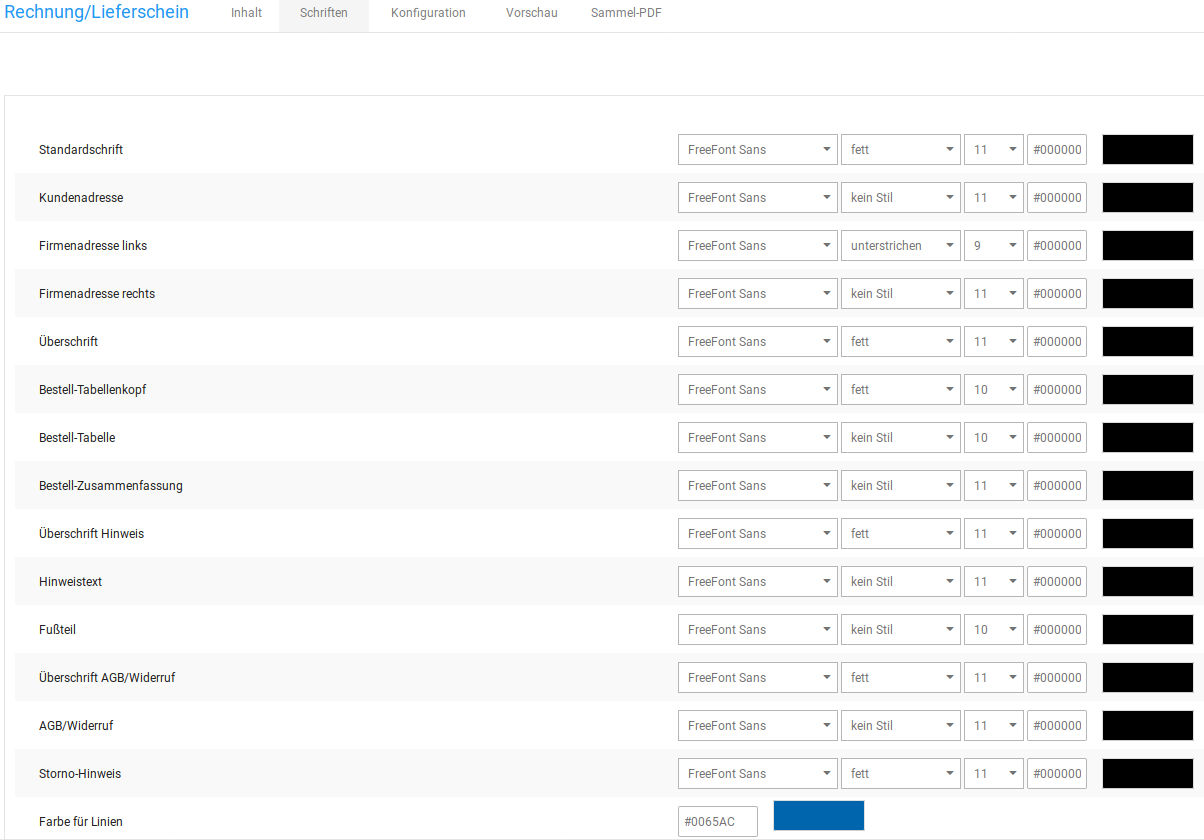 Rechnung/Lieferschein Inhalt Schriften Konfiguration Vorschau Sammel-PDF
Standardschrift FreeFont Sans fett 11 #000000
Kundenadresse FreeFont Sans kein Stil 11 #000000
Firmenadresse links FreeFont Sans unterstrichen 9 #000000
Firmenadresse rechts FreeFont Sans kein Stil 11 #000000
Überschrift FreeFont Sans fett 11 #000000
Bestell-Tabellenkopf FreeFont Sans fett 10 #000000
Bestell-Tabelle FreeFont Sans kein Stil 10 #000000
Bestell-Zusammenfassung FreeFont Sans kein Stil 11 #000000
Überschrift Hinweis FreeFont Sans fett 11 #000000
Hinweistext FreeFont Sans kein Stil 11 #000000
Fußteil FreeFont Sans kein Stil 10 #000000
Überschrift AGB/Widerruf FreeFont Sans fett 11 #000000
AGB/Widerruf FreeFont Sans kein Stil 11 #000000
Storno-Hinweis FreeFont Sans fett 11 #000000
Farbe für Linien #0065AC